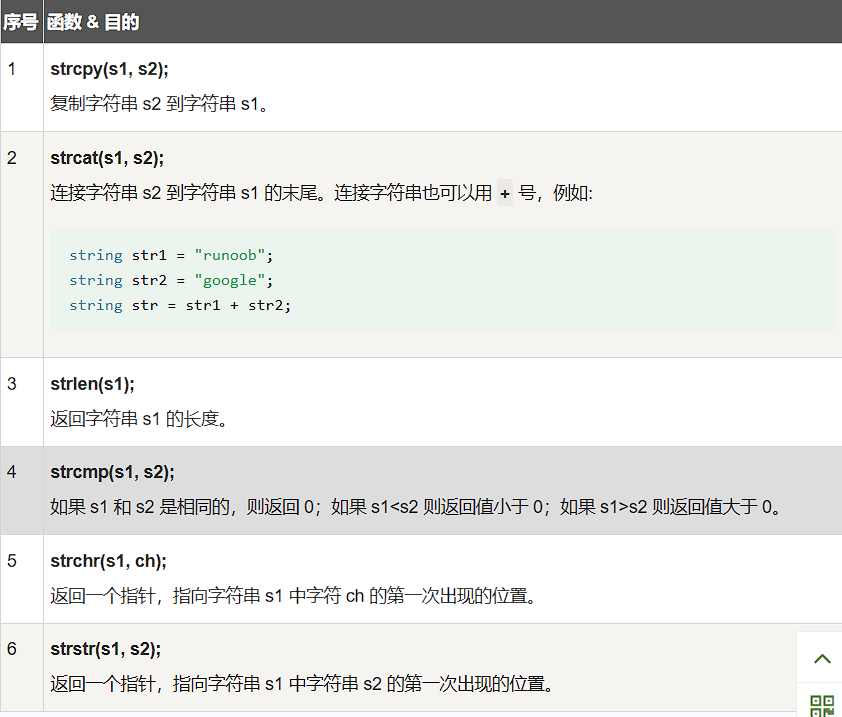 序号 函数 & 目的
1 strcpy(s1, s2);
复制字符串 s2 到字符串 s1。
2 strcat(s1, s2);
连接字符串 s2 到字符串 s1 的末尾。连接字符串也可以用 + 号，例如:
string str1 = "runoob";
string str2 = "google";
string str = str1 + str2;
3 strlen(s1);
返回字符串 s1 的长度。
4 strcmp(s1, s2);
如果 s1 和 s2 是相同的，则返回 0；如果 s1<s2 则返回值小于 0；如果 s1>s2 则返回值大于 0。
5 strchr(s1, ch);
返回一个指针，指向字符串 s1 中字符 ch 的第一次出现的位置。
6 strstr(s1, s2);
返回一个指针，指向字符串 s1 中字符串 s2 的第一次出现的位置。